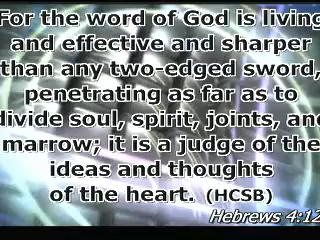 For the word of God is living
and effective and sharper
than any two-edged sword,
penetrating as far as to
divide soul, spirit, joints, and
marrow; it is a judge of the
ideas and thoughts
of the heart. (HCSB)
Hebrews 4:12